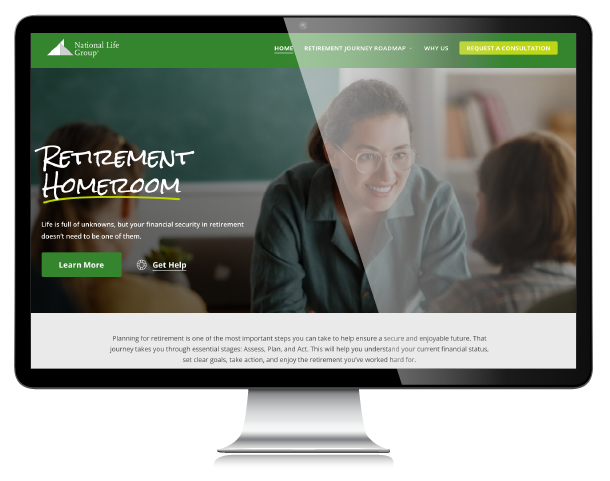 National Life
Group®
HOME RETIREMENT JOURNEY ROADMAP WHY US REQUEST A CONSULTATION
RETIREMENT
HOMEROOM
Life is full of unknowns, but your financial security in retirement
doesn't need to be one of them.
Learn More Get Help
Planning for retirement is one of the most important steps you can take to help ensure a secure and enjoyable future. That
journey takes you through essential stages: Assess, Plan, and Act. This will help you understand your current financial status,
set clear goals, take action, and enjoy the retirement you've worked hard for.